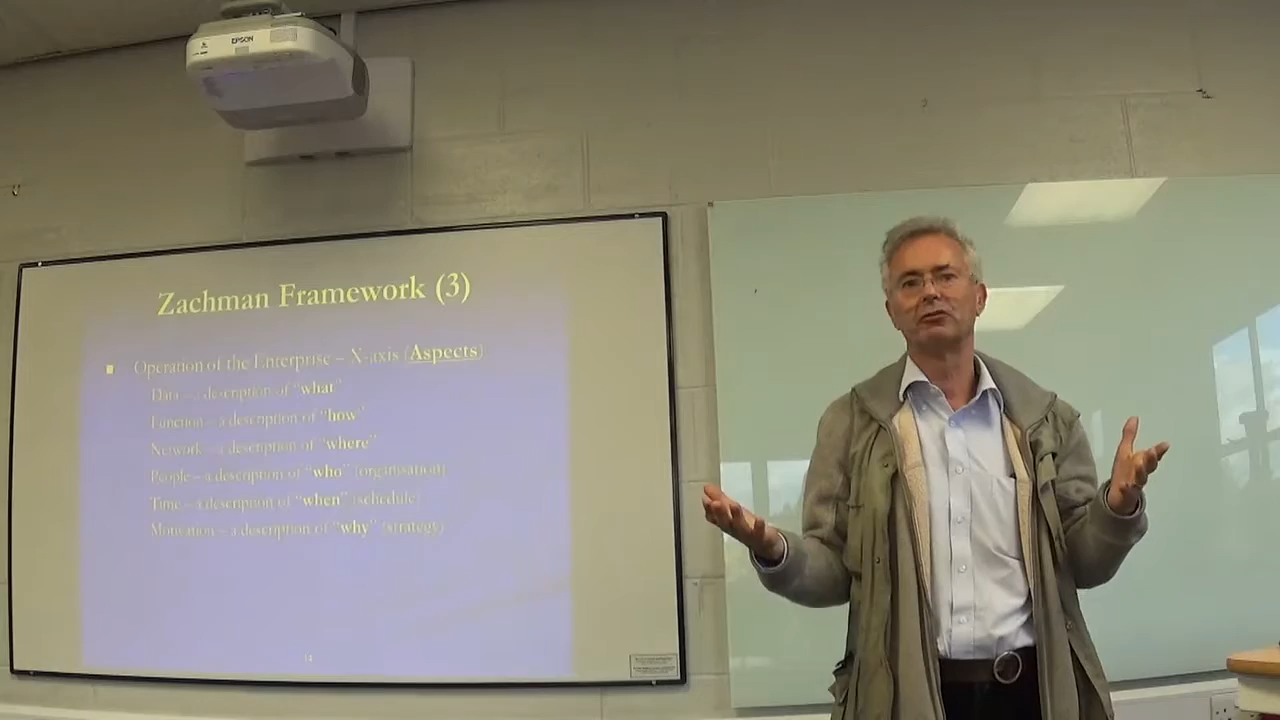 EPSON
Zachman Framework (3)
Operation of the Enterprise – X-axis (Aspects)
Data – a description of “what”
Function – a description of “how”
Network – a description of “where”
People – a description of “who” (organisation)
Time – a description of “when” (schedule)
Motivation – a description of “why” (strategy)
14